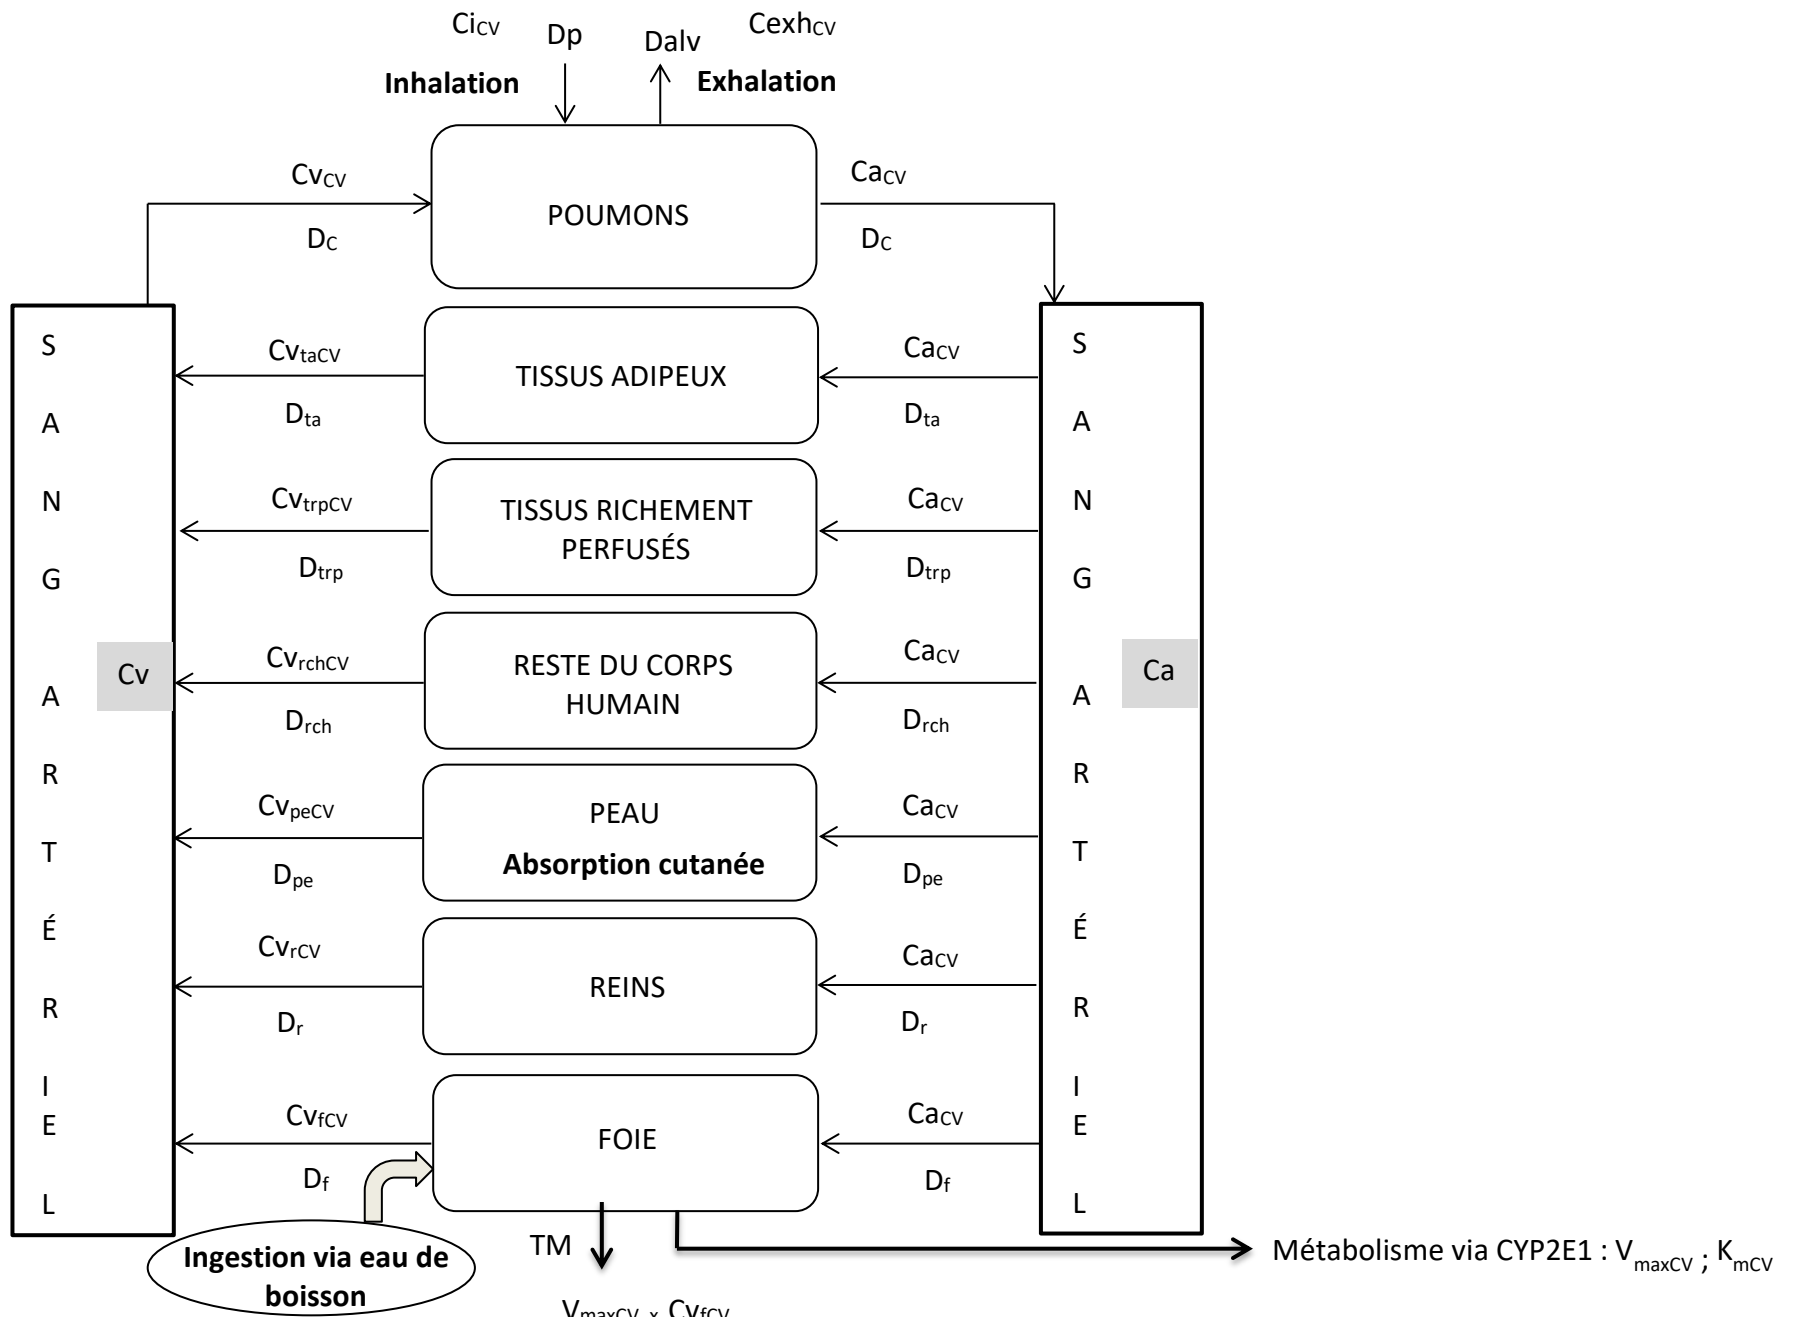 Ci_CV Dp Dalv Cexh_CV
Inhalation Exhalation
Cv_CV Ca_CV
POUMONS
D_C D_C
S A N G A R T É R I E L
Cv
S A N G A R T É R I E L
Ca
Cv_taCV Ca_CV
TISSUS ADIPEUX
D_ta D_ta
Cv_trpCV Ca_CV
TISSUS RICHEMENT
PERFUSÉS
D_trp D_trp
Cv_rchCV Ca_CV
RESTE DU CORPS
HUMAIN
D_rch D_rch
Cv_peCV Ca_CV
PEAU
Absorption cutanée
D_pe D_pe
Cv_rCV Ca_CV
REINS
D_r D_r
Cv_fCV Ca_CV
FOIE
D_f D_f
Ingestion via eau de
boisson
TM
Métabolisme via CYP2E1 : V_maxCV ; K_mCV
V_maxCV x Cv_fCV